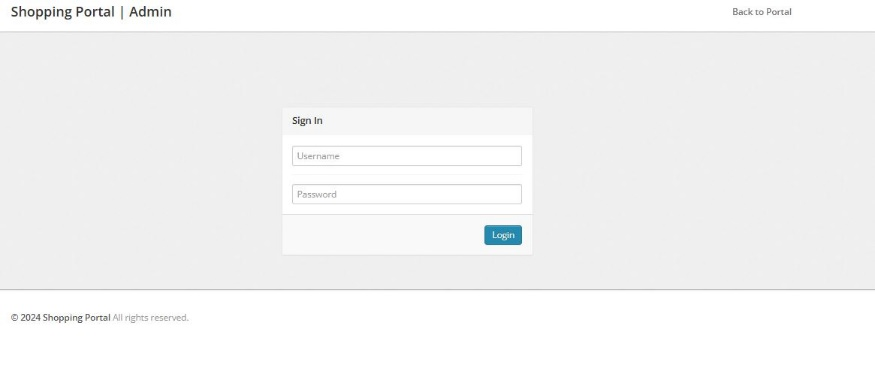 Shopping Portal | Admin
Back to Portal
Sign In
Username
Password
Login
© 2024 Shopping Portal All rights reserved.